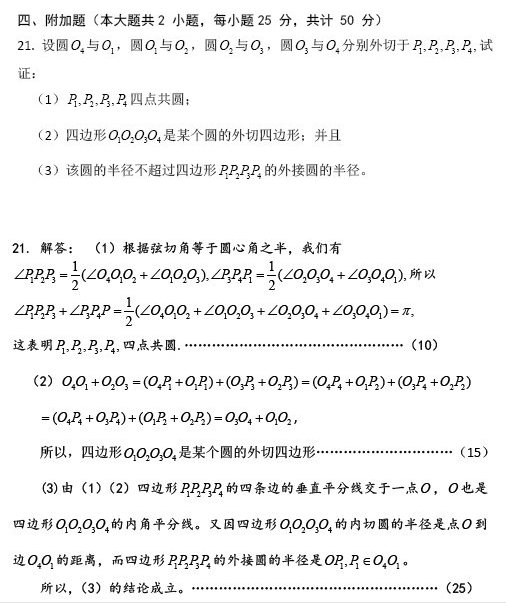 四、附加题（本大题共2 小题，每小题25 分，共计 50 分）
21. 设圆O₄与O₁，圆O₁与O₂，圆O₂与O₃，圆O₃与O₄分别外切于P₁,P₂,P₃,P₄,试
证：
（1）P₁,P₂,P₃,P₄四点共圆；
（2）四边形O₁O₂O₃O₄是某个圆的外切四边形；并且
（3）该圆的半径不超过四边形P₁P₂P₃P₄的外接圆的半径。
21. 解答：（1）根据弦切角等于圆心角之半，我们有
∠P₁P₂P₃ = 1/2(∠O₄O₁O₂ + ∠O₁O₂O₃), ∠P₃P₄P₁ = 1/2(∠O₂O₃O₄ + ∠O₃O₄O₁), 所以
∠P₁P₂P₃ + ∠P₃P₄P = 1/2(∠O₄O₁O₂ + ∠O₁O₂O₃ + ∠O₂O₃O₄ + ∠O₃O₄O₁) = π,
这表明P₁,P₂,P₃,P₄,四点共圆.……………………………………（10）
（2）O₄O₁ + O₂O₃ = (O₄P₁ + O₁P₁) + (O₃P₃ + O₂P₃) = (O₄P₄ + O₁P₂) + (O₃P₄ + O₂P₂)
= (O₄P₄ + O₃P₄) + (O₁P₂ + O₂P₂) = O₃O₄ + O₁O₂，
所以，四边形O₁O₂O₃O₄是某个圆的外切四边形…………………………（15）
(3)由（1）（2）四边形P₁P₂P₃P₄的四条边的垂直平分线交于一点O，O也是
四边形O₁O₂O₃O₄的内角平分线。又因四边形O₁O₂O₃O₄的内切圆的半径是点O到
边O₄O₁的距离，而四边形P₁P₂P₃P₄的外接圆的半径是OP₁,P₁∈O₄O₁。
所以，(3）的结论成立。……………………………………………（25）